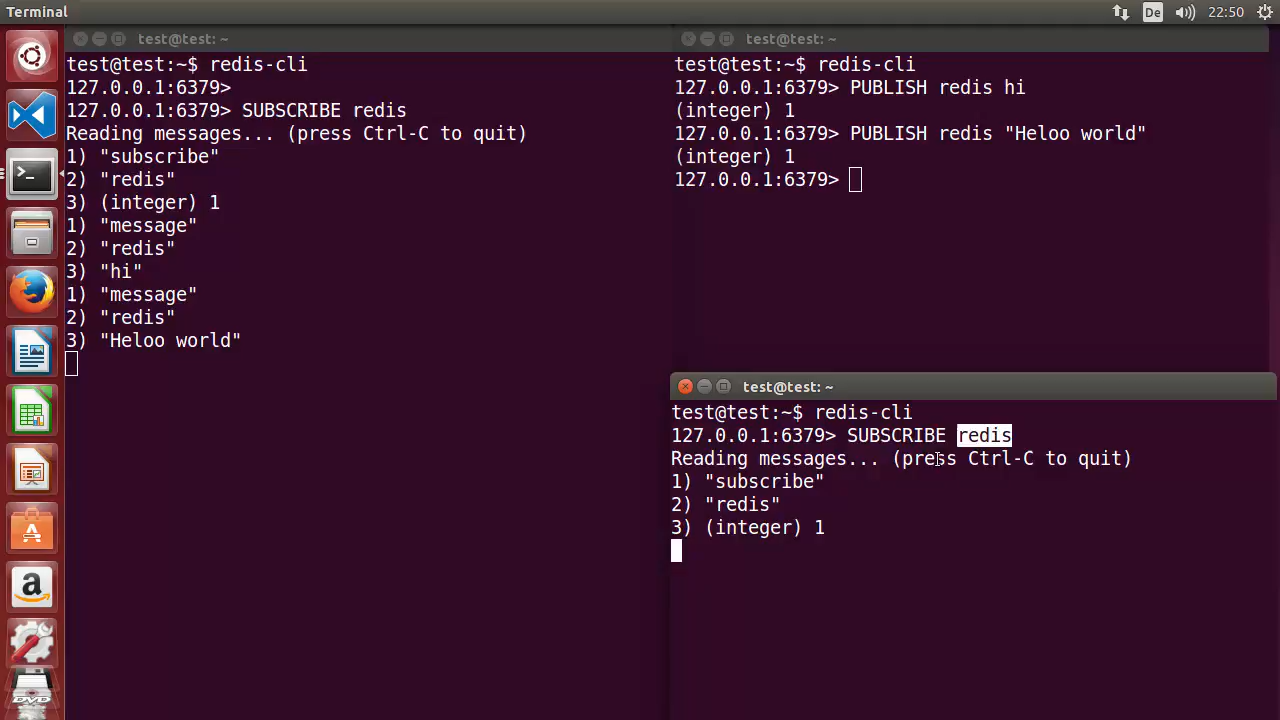 Terminal
De
22:50
test@test: ~
test@test:~$ redis-cli
127.0.0.1:6379>
127.0.0.1:6379> SUBSCRIBE redis
Reading messages... (press Ctrl-C to quit)
1) "subscribe"
2) "redis"
3) (integer) 1
1) "message"
2) "redis"
3) "hi"
1) "message"
2) "redis"
3) "Heloo world"
test@test: ~
test@test:~$ redis-cli
127.0.0.1:6379> PUBLISH redis hi
(integer) 1
127.0.0.1:6379> PUBLISH redis "Heloo world"
(integer) 1
127.0.0.1:6379>
test@test: ~
test@test:~$ redis-cli
127.0.0.1:6379> SUBSCRIBE redis
Reading messages... (press Ctrl-C to quit)
1) "subscribe"
2) "redis"
3) (integer) 1